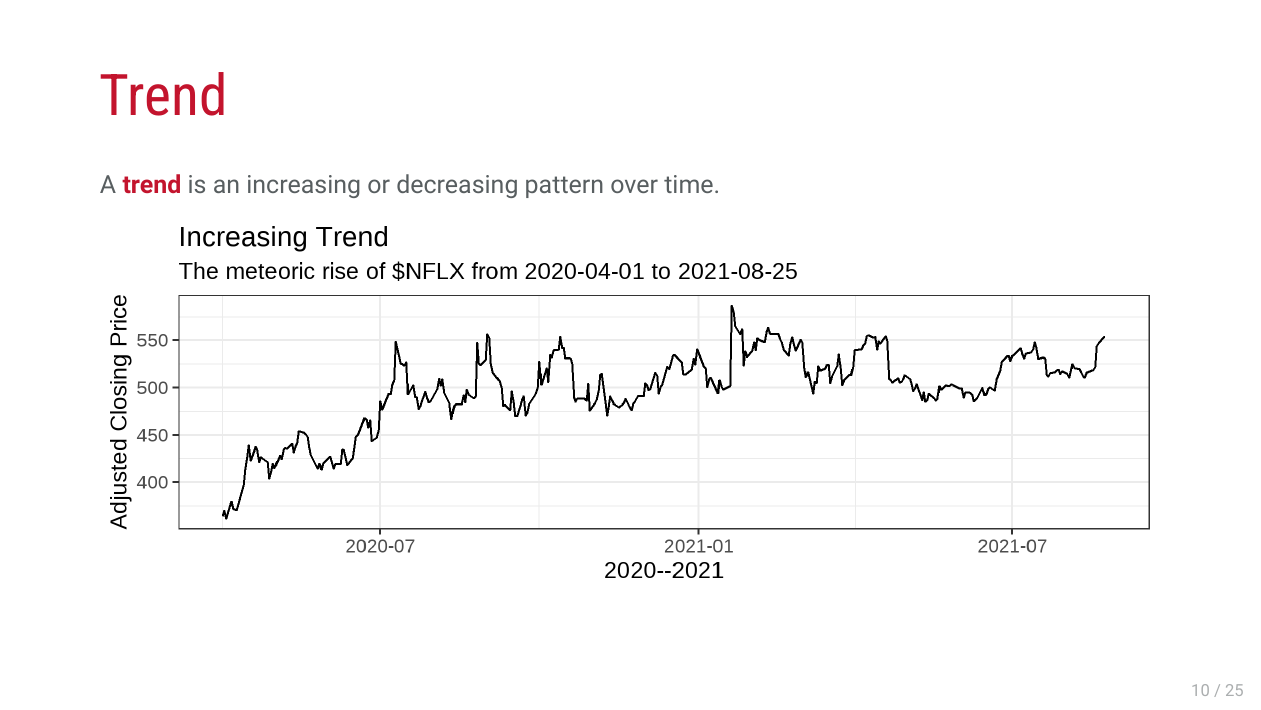 Trend
A trend is an increasing or decreasing pattern over time.
Increasing Trend
The meteoric rise of $NFLX from 2020-04-01 to 2021-08-25
Adjusted Closing Price
550
500
450
400
2020-07
2021-01
2021-07
2020--2021
10 / 25